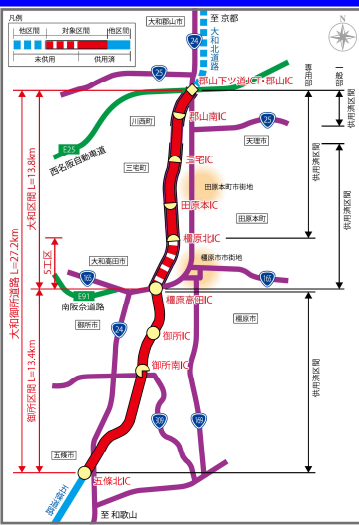 凡例
他区間
対象区間
他区間
未供用
供用済
大和郡山市
至 京都
24
大和北道路
N
専用部
一般部
25
郡山下ツ道JCT・郡山IC
供用済区間
川西町
郡山南IC
25
E25
西名阪自動車道
天理市
三宅町
三宅IC
田原本町市街地
供用済区間
供用済区間
大和御所道路 L=27.2km
大和区間 L=13.8km
田原本IC
田原本町
橿原北IC
S工区
大和高田市
橿原市市街地
165
165
E91
南阪奈道路
橿原高田IC
御所市
24
橿原市
御所IC
御所区間 L=13.4km
御所南IC
供用済区間
309
169
五條市
五條北IC
五條道路
至 和歌山